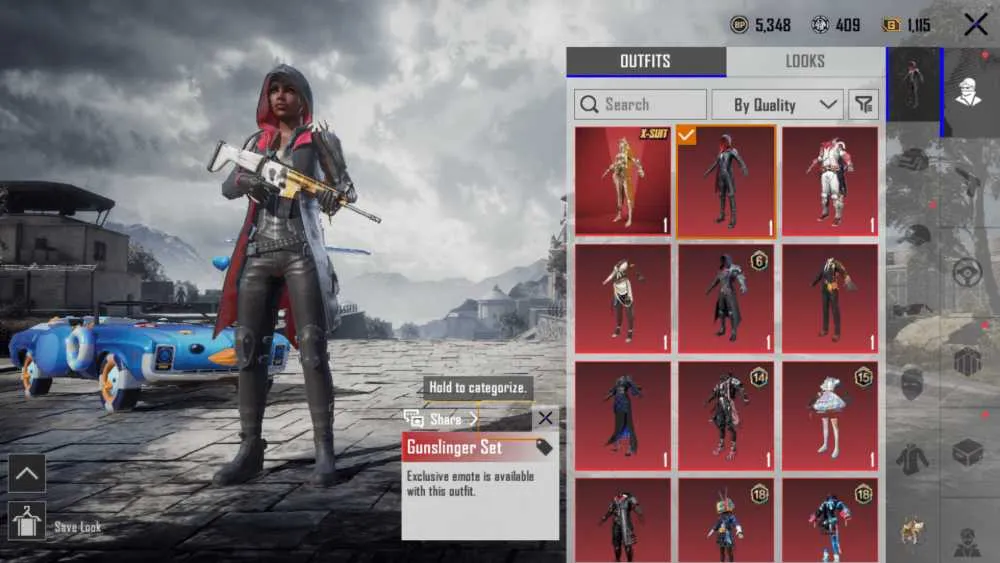 BP 5,348 409 G 1,115
OUTFITS LOOKS
Search By Quality
X-SUIT
1 1 1
6
1 1 1
14 15
1 1 1
18 18
Hold to categorize.
Share
Gunslinger Set
Exclusive emote is available
with this outfit.
Save Look